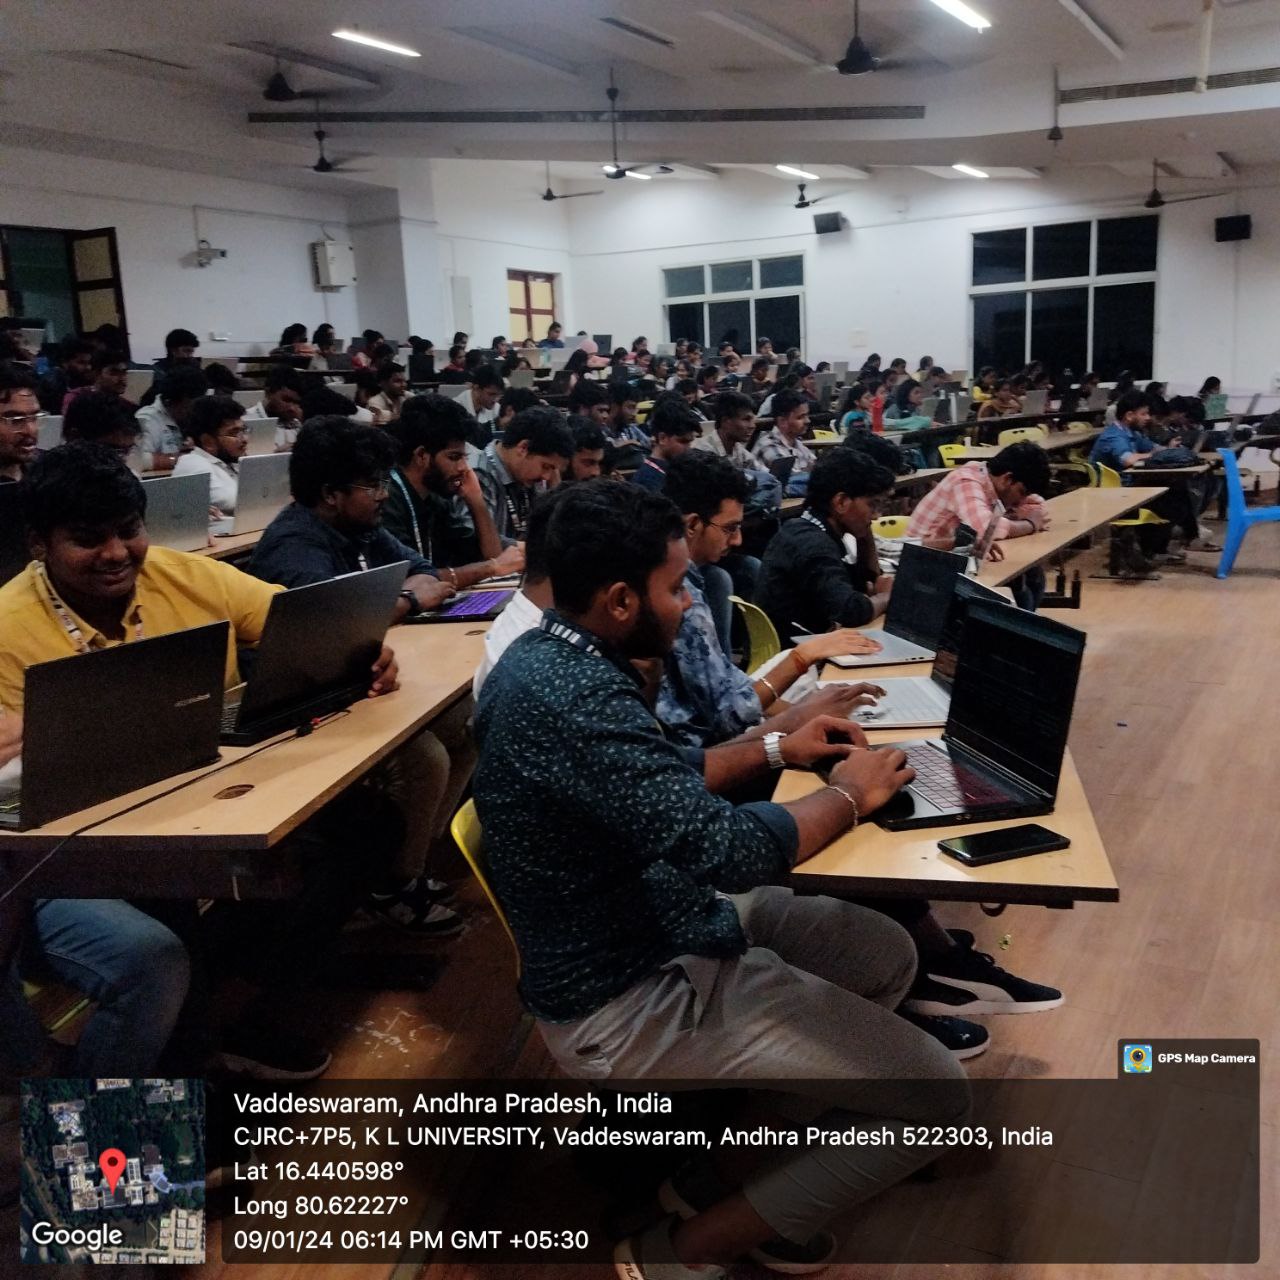 GPS Map Camera
Vaddeswaram, Andhra Pradesh, India
CJRC+7P5, K L UNIVERSITY, Vaddeswaram, Andhra Pradesh 522303, India
Lat 16.440598°
Long 80.62227°
09/01/24 06:14 PM GMT +05:30
Google